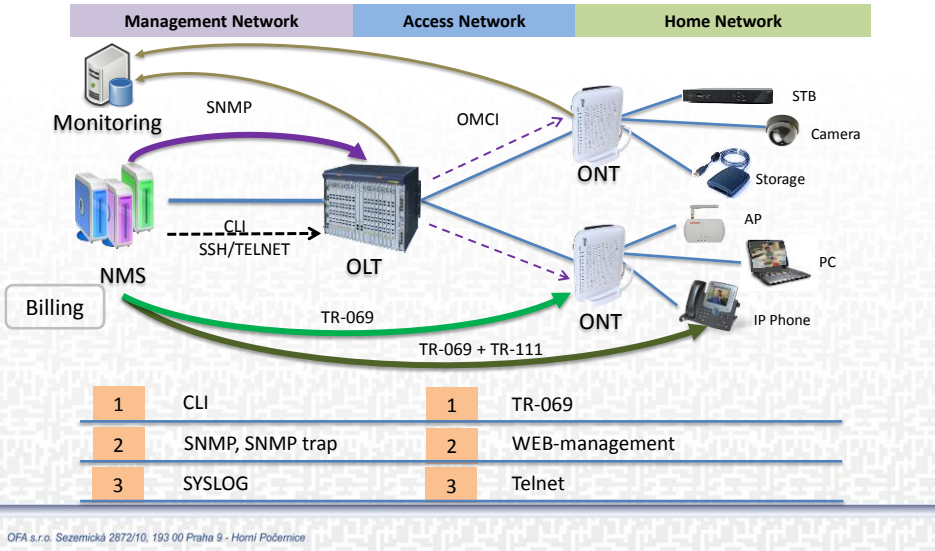 Management Network
Access Network
Home Network
SNMP
OMCI
STB
Monitoring
Camera
ONT
Storage
AP
CLI
SSH/TELNET
OLT
NMS
PC
Billing
TR-069
ONT
IP Phone
TR-069 + TR-111
1 CLI
1 TR-069
2 SNMP, SNMP trap
2 WEB-management
3 SYSLOG
3 Telnet
OFA s.r.o. Sezemická 2872/10, 193 00 Praha 9 - Horní Počernice